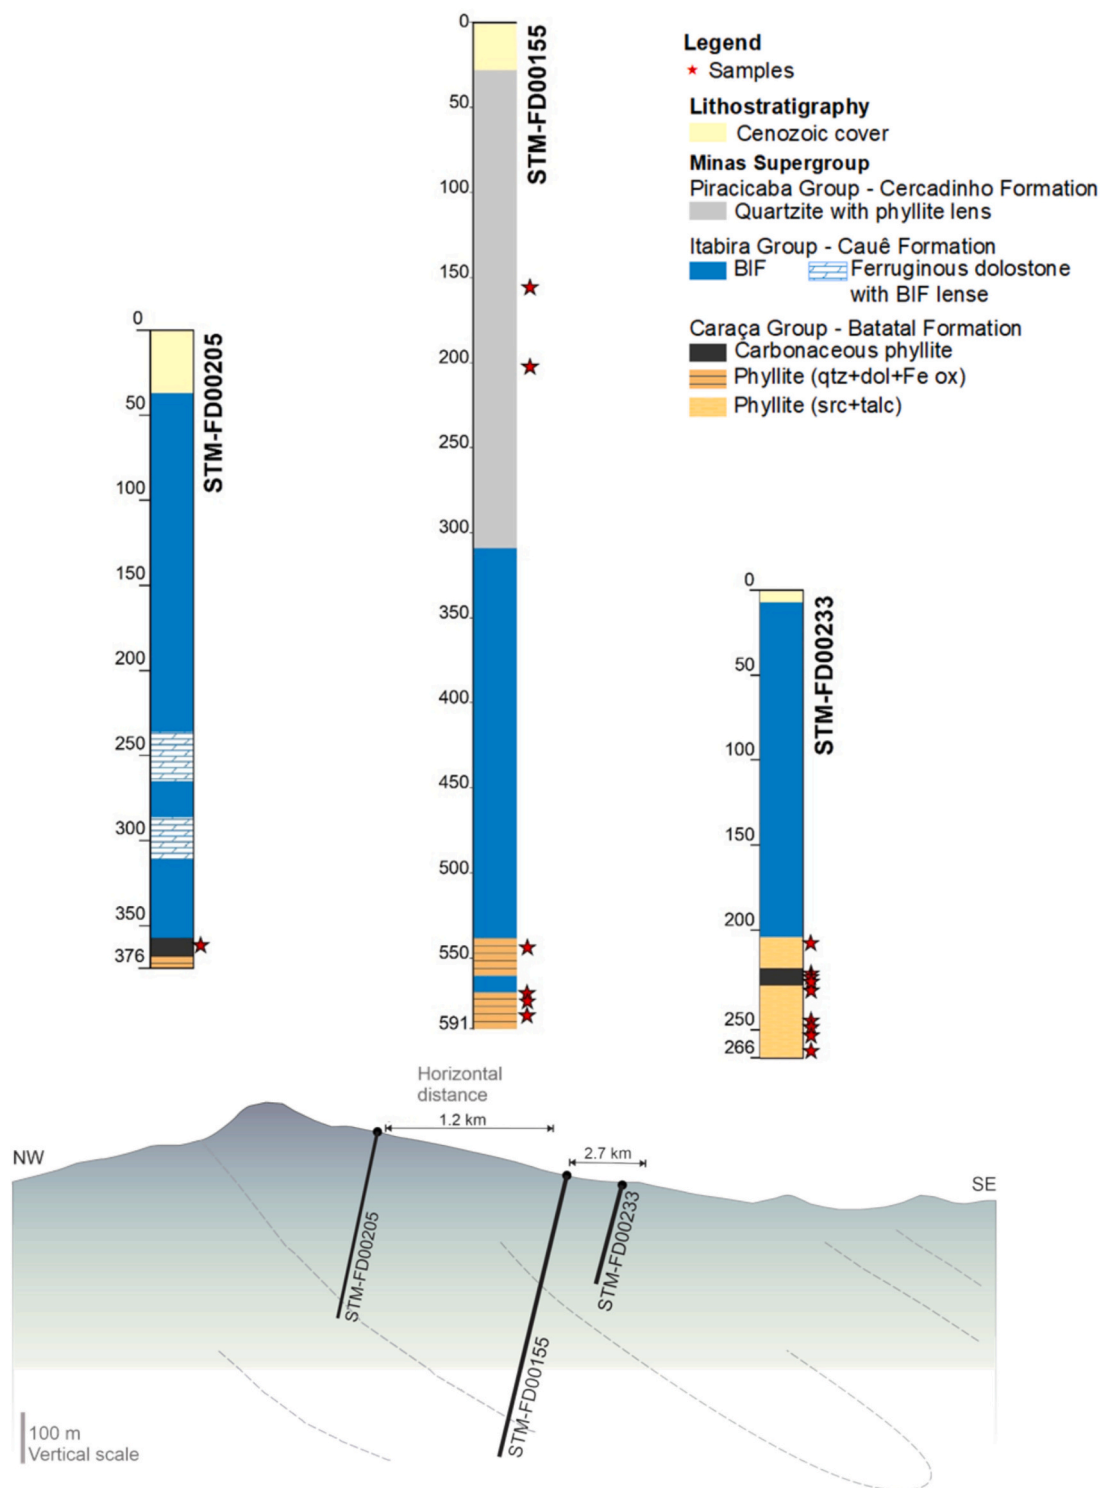 Legend
Samples
Lithostratigraphy
Cenozoic cover
Minas Supergroup
Piracicaba Group - Cercadinho Formation
Quartzite with phyllite lens
Itabira Group - Cauê Formation
BIF
Ferruginous dolostone
with BIF lense
Caraça Group - Batatal Formation
Carbonaceous phyllite
Phyllite (qtz+dol+Fe ox)
Phyllite (src+talc)
STM-FD00205
0
50
100
150
200
250
300
350
376
STM-FD00155
0
50
100
150
200
250
300
350
400
450
500
550
591
STM-FD00233
0
50
100
150
200
250
266
Horizontal
distance
1.2 km
2.7 km
NW
SE
STM-FD00205
STM-FD00155
STM-FD00233
100 m
Vertical scale